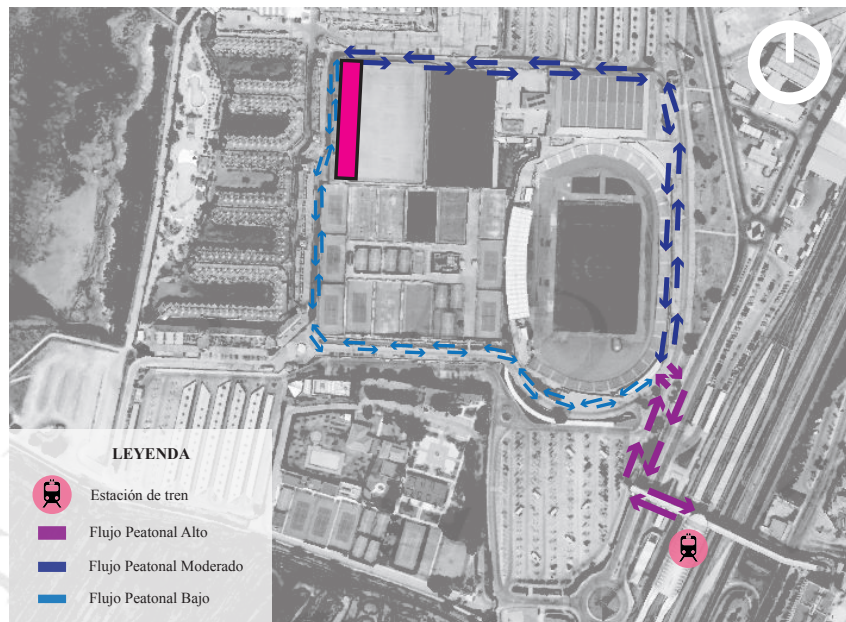 LEYENDA
Estación de tren
Flujo Peatonal Alto
Flujo Peatonal Moderado
Flujo Peatonal Bajo